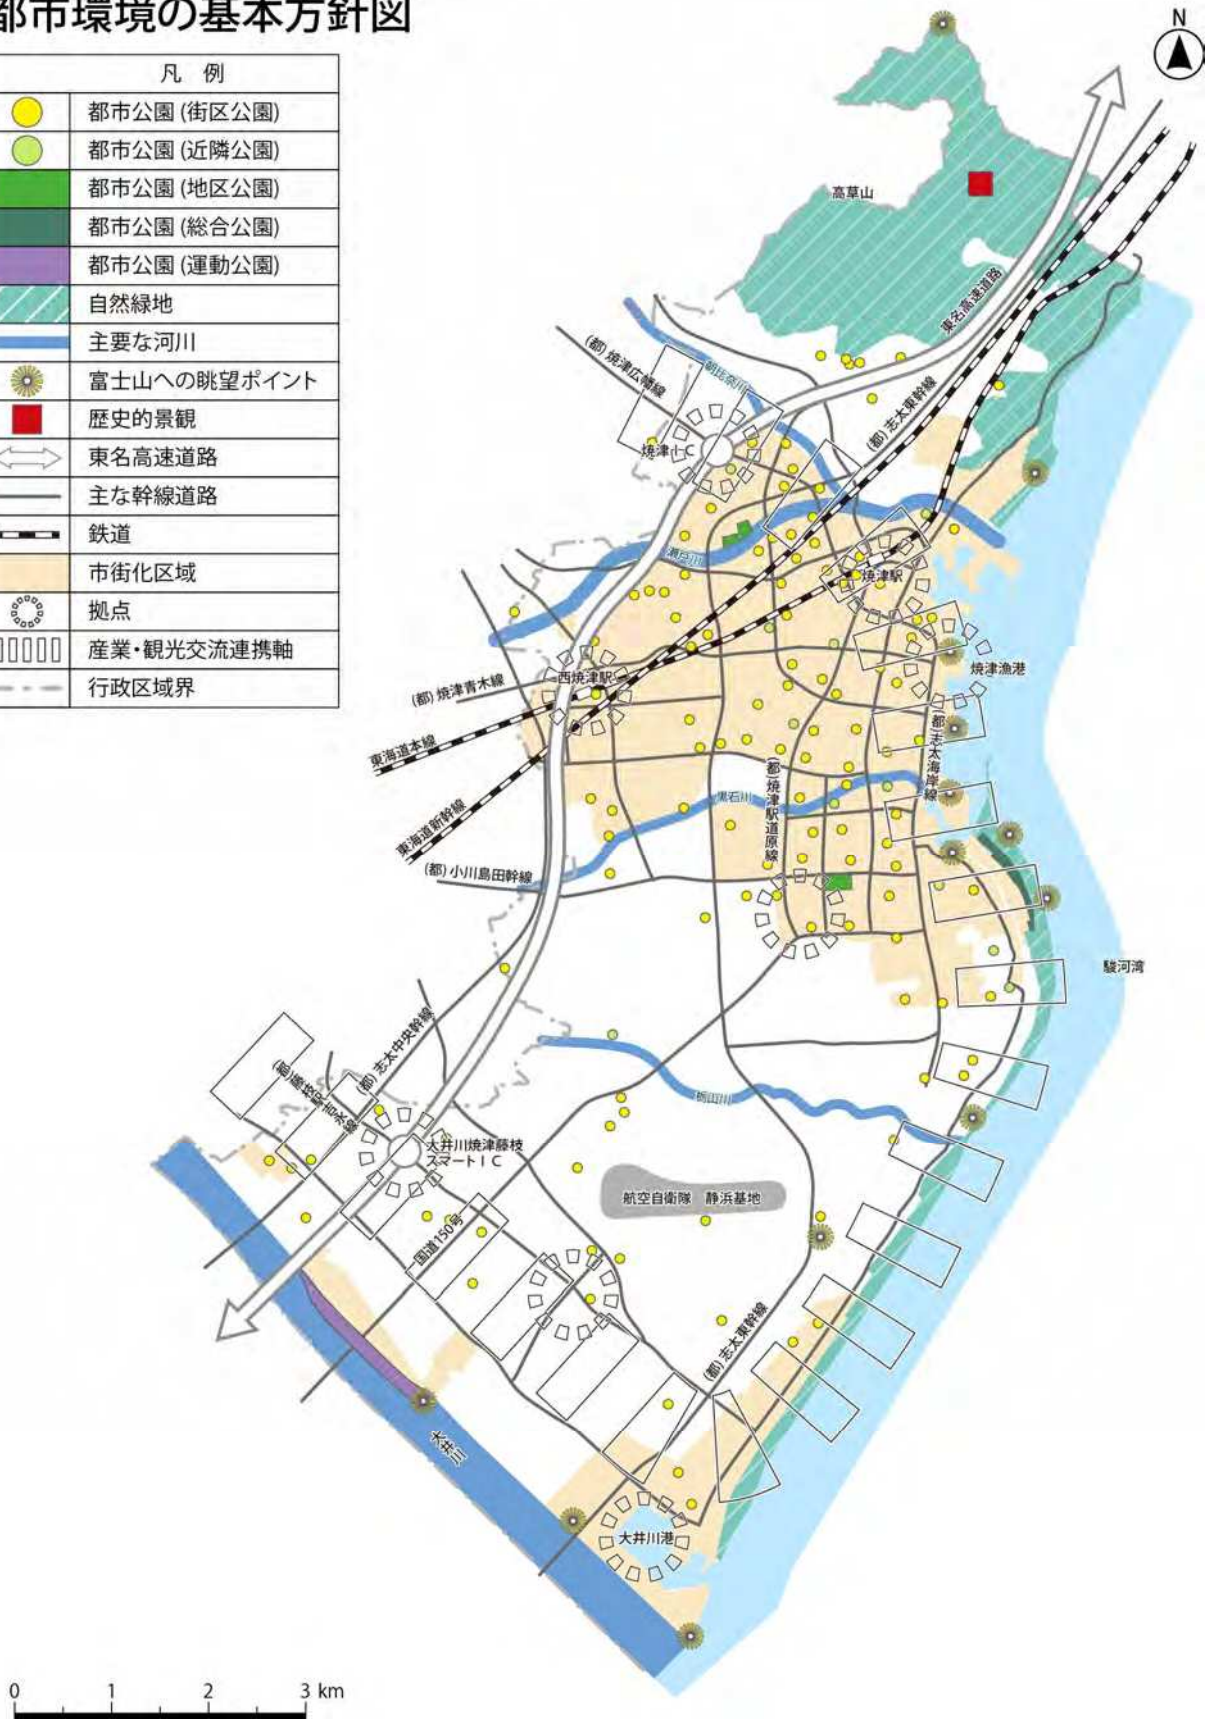 都市環境の基本方針図
N
凡 例
都市公園 (街区公園)
都市公園 (近隣公園)
都市公園 (地区公園)
都市公園 (総合公園)
都市公園 (運動公園)
自然緑地
主要な河川
富士山への眺望ポイント
歴史的景観
東名高速道路
主な幹線道路
鉄道
市街化区域
拠点
産業・観光交流連携軸
行政区域界
高草山
東名高速道路
(都) 焼津広幡線
朝比奈川
(都) 志太東幹線
焼津IC
瀬戸川
焼津駅
西焼津駅
焼津漁港
(都) 焼津青木線
(都) 志太海岸線
東海道本線
(都) 焼津駅道原線
黒石川
東海道新幹線
(都) 小川島田幹線
駿河湾
(都) 志太中央幹線
(都) 藤枝駅吉永線
栃山川
大井川焼津藤枝
スマートIC
航空自衛隊 静浜基地
国道150号
(都) 志太東幹線
大井川
大井川港
0 1 2 3 km